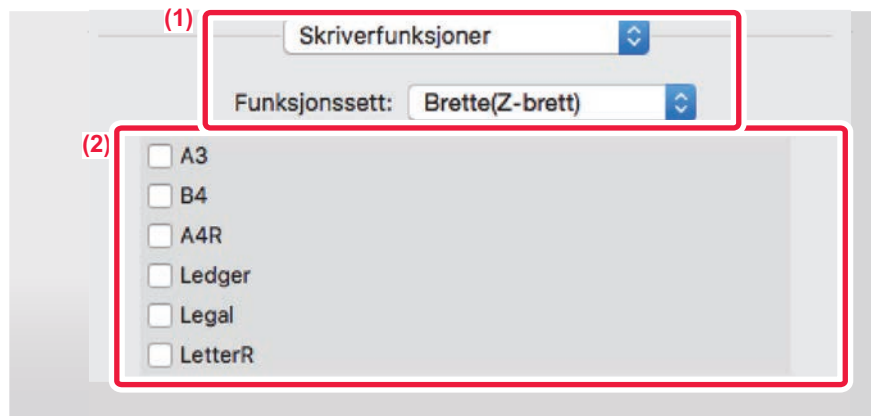 (1)
Skriverfunksjoner
Funksjonssett: Brette(Z-brett)
(2)
A3
B4
A4R
Ledger
Legal
LetterR